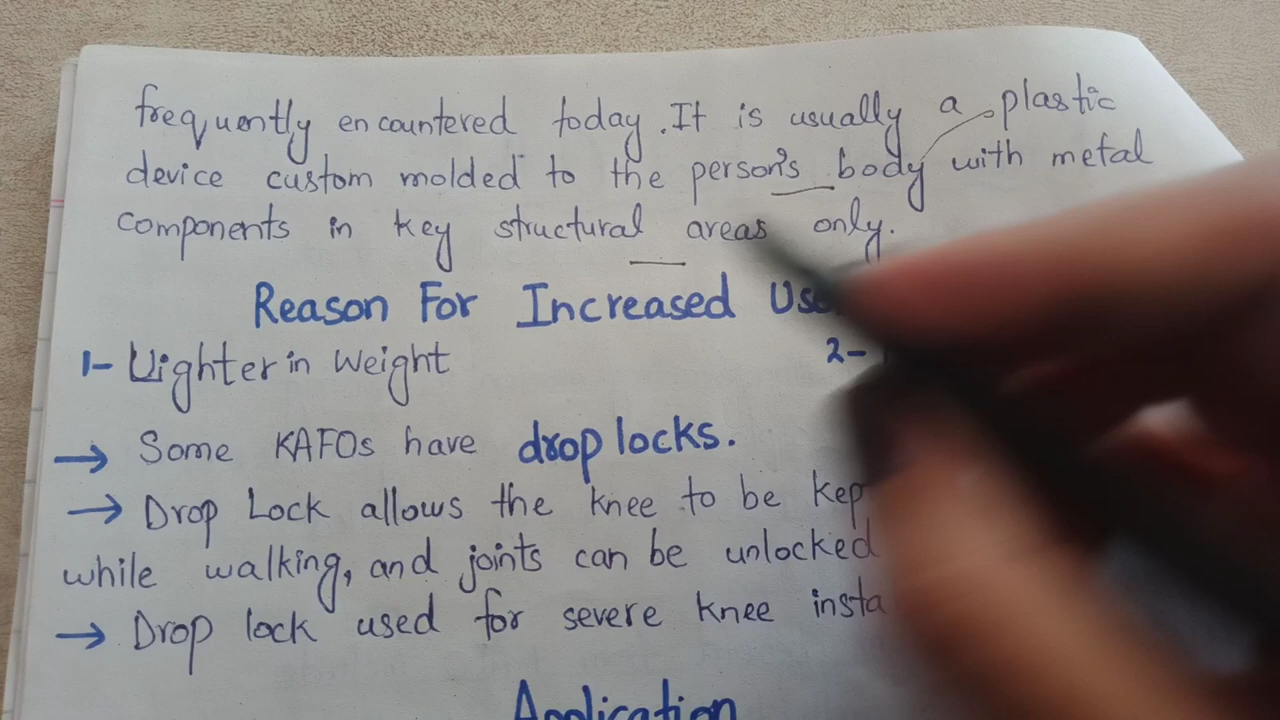 frequently encountered today. It is usually a plastic
device custom molded to the person's body with metal
components in key structural areas only.
Reason For Increased Use
1- Lighter in Weight 2-
→ Some KAFOs have drop locks.
→ Drop Lock allows the knee to be
while walking, and joints can be unlocked
→ Drop lock used for severe knee
Application